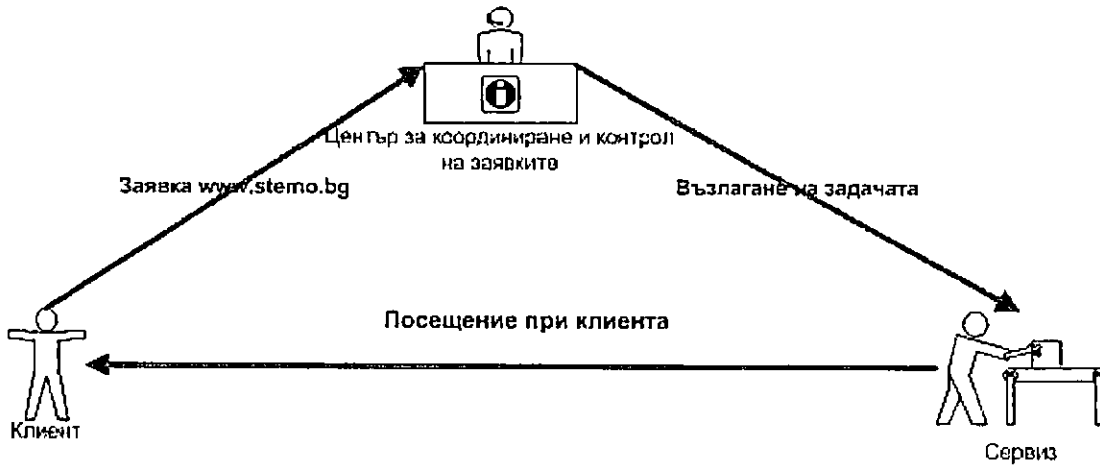 Център за координиране и контрол
на заявките
Заявка www.stemo.bg
Възлагане на задачата
Посещение при клиента
Клиент
Сервиз